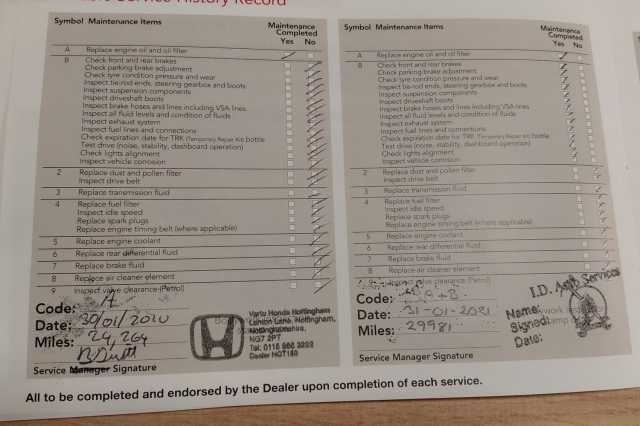 Service History Record
Symbol Maintenance Items
Maintenance
Completed
Yes No
A Replace engine oil and oil filter
B Check front and rear brakes
Check parking brake adjustment
Check tyre condition pressure and wear
Inspect tie-rod ends, steering gearbox and boots
Inspect suspension components
Inspect driveshaft boots
Inspect brake hoses and lines including VSA lines
Inspect all fluid levels and condition of fluids
Inspect exhaust system
Inspect fuel lines and connections
Check expiration date for TRK (Temporary Repair Kit) bottle
Test drive (noise, stability, dashboard operation)
Check lights alignment
Inspect vehicle corrosion
2 Replace dust and pollen filter
Inspect drive belt
3 Replace transmission fluid
4 Replace fuel filter
Inspect idle speed
Replace spark plugs
Replace engine timing belt (where applicable)
5 Replace engine coolant
6 Replace rear differential fluid
7 Replace brake fluid
8 Replace air cleaner element
9 Inspect valve clearance (Petrol)
Code: A
Date: 30/01/2020
Miles: 24,264
Service Manager Signature
Vertu Honda Nottingham
Lenton Lane, Nottingham,
Nottinghamshire,
NG7 2PT
Tel: 0115 986
Dealer NOT
Symbol Maintenance Items
Maintenance
Completed
Yes No
A Replace engine oil and oil filter
B Check front and rear brakes
Check parking brake adjustment
Check tyre condition pressure and wear
Inspect tie-rod ends, steering gearbox and boots
Inspect suspension components
Inspect driveshaft boots
Inspect brake hoses and lines including VSA lines
Inspect all fluid levels and condition of fluids
Inspect exhaust system
Inspect fuel lines and connections
Check expiration date for TRK (Temporary Repair Kit) bottle
Test drive (noise, stability, dashboard operation)
Check lights alignment
Inspect vehicle corrosion
2 Replace dust and pollen filter
Inspect drive belt
3 Replace transmission fluid
4 Replace fuel filter
Inspect idle speed
Replace spark plugs
Replace engine timing belt (where applicable)
5 Replace engine coolant
6 Replace rear differential fluid
7 Replace brake fluid
8 Replace air cleaner element
9 Inspect valve clearance (Petrol)
Code: A+B
Date: 31-01-2021
Miles: 29981
I.D. Auto Services
Name:
Signed:
Date:
Service Manager Signature
All to be completed and endorsed by the Dealer upon completion of each service.